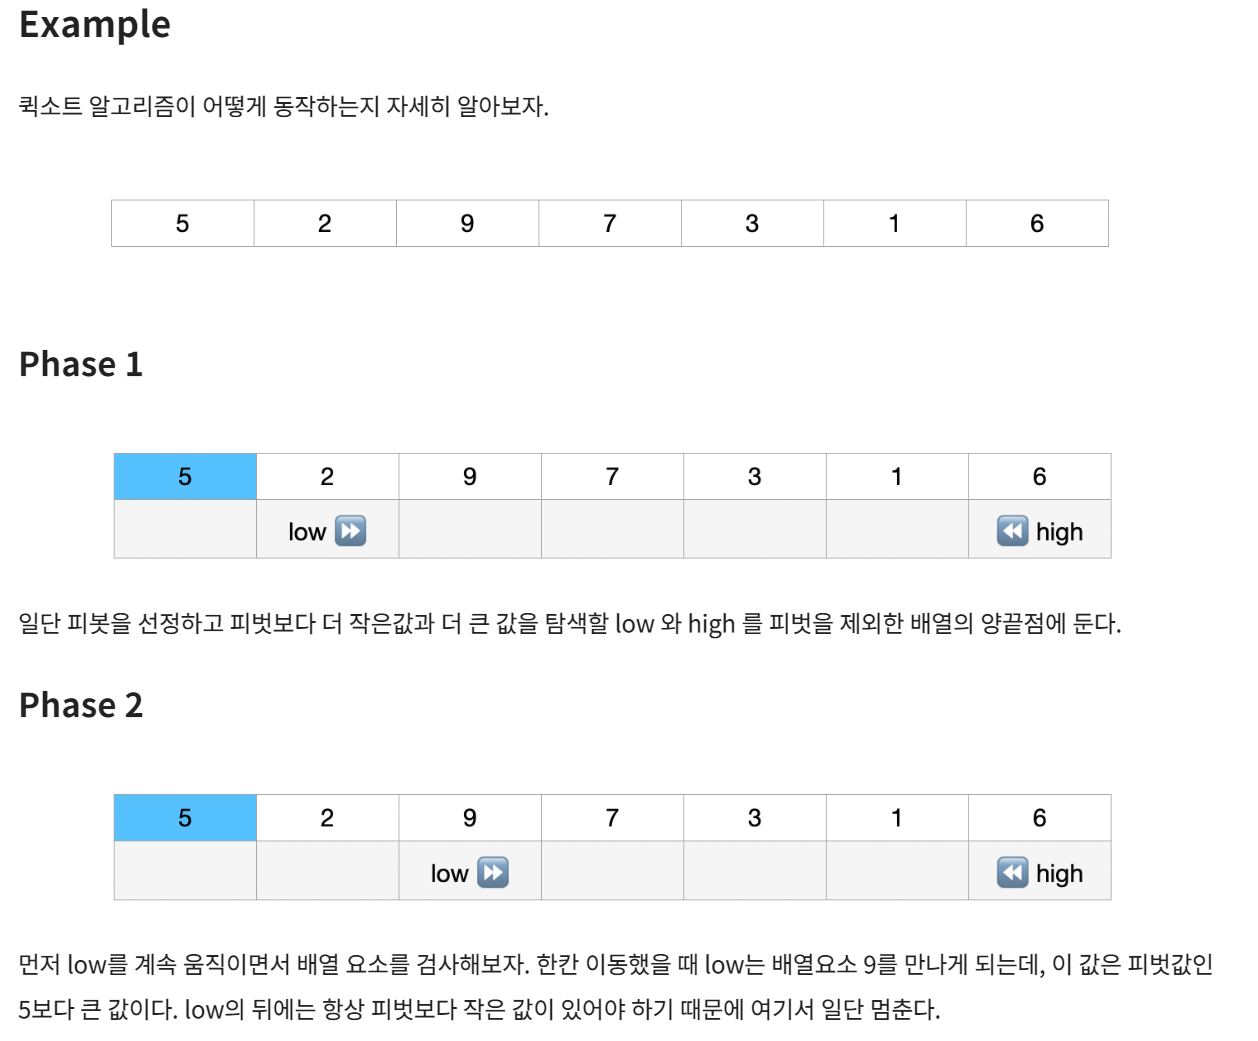 Example
퀵소트 알고리즘이 어떻게 동작하는지 자세히 알아보자.
5 2 9 7 3 1 6
Phase 1
5 2 9 7 3 1 6
low ⏩ ⏪ high
일단 피봇을 선정하고 피벗보다 더 작은값과 더 큰 값을 탐색할 low 와 high 를 피벗을 제외한 배열의 양끝점에 둔다.
Phase 2
5 2 9 7 3 1 6
low ⏩ ⏪ high
먼저 low를 계속 움직이면서 배열 요소를 검사해보자. 한칸 이동했을 때 low는 배열요소 9를 만나게 되는데, 이 값은 피벗값인
5보다 큰 값이다. low의 뒤에는 항상 피벗보다 작은 값이 있어야 하기 때문에 여기서 일단 멈춘다.